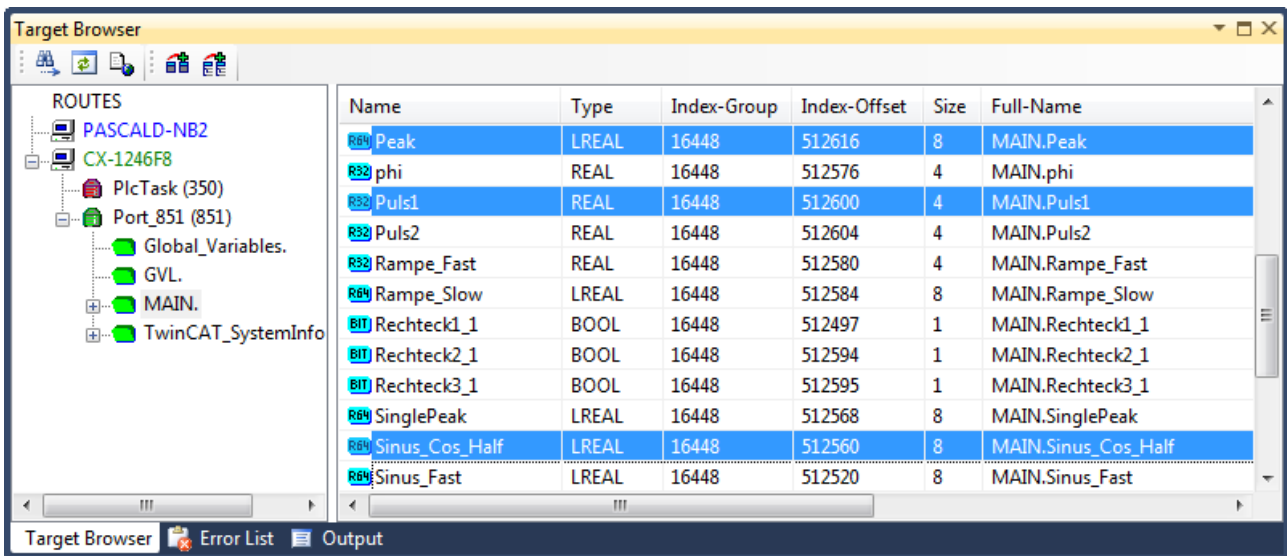 Target Browser
ROUTES
PASCALD-NB2
CX-1246F8
PlcTask (350)
Port_851 (851)
Global_Variables.
GVL.
MAIN.
TwinCAT_SystemInfo
Name Type Index-Group Index-Offset Size Full-Name
R64 Peak LREAL 16448 512616 8 MAIN.Peak
R32 phi REAL 16448 512576 4 MAIN.phi
R32 Puls1 REAL 16448 512600 4 MAIN.Puls1
R32 Puls2 REAL 16448 512604 4 MAIN.Puls2
R32 Rampe_Fast REAL 16448 512580 4 MAIN.Rampe_Fast
R64 Rampe_Slow LREAL 16448 512584 8 MAIN.Rampe_Slow
BIT Rechteck1_1 BOOL 16448 512497 1 MAIN.Rechteck1_1
BIT Rechteck2_1 BOOL 16448 512594 1 MAIN.Rechteck2_1
BIT Rechteck3_1 BOOL 16448 512595 1 MAIN.Rechteck3_1
R64 SinglePeak LREAL 16448 512568 8 MAIN.SinglePeak
R64 Sinus_Cos_Half LREAL 16448 512560 8 MAIN.Sinus_Cos_Half
R64 Sinus_Fast LREAL 16448 512520 8 MAIN.Sinus_Fast
Target Browser Error List Output